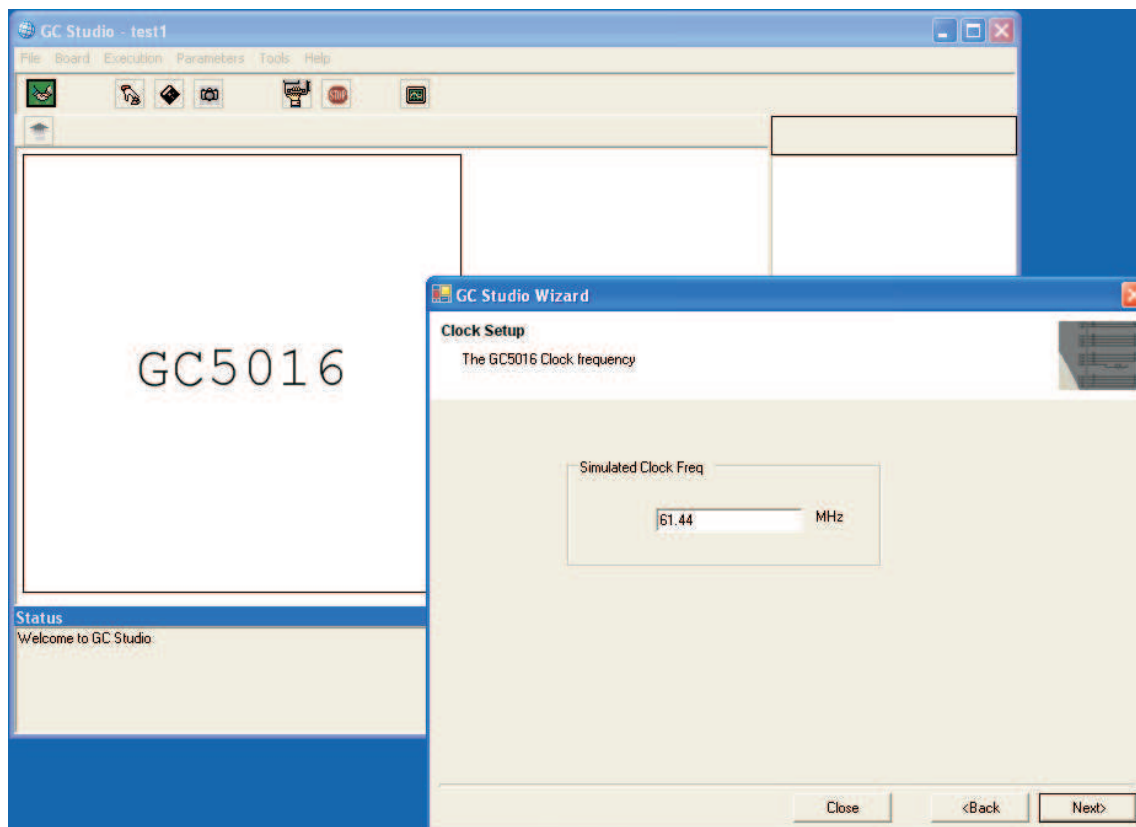 GC Studio - test1
File Board Execution Parameters Tools Help
STOP
GC5016
Status
Welcome to GC Studio
GC Studio Wizard
Clock Setup
The GC5016 Clock frequency
Simulated Clock Freq
61.44 MHz
Close <Back Next>